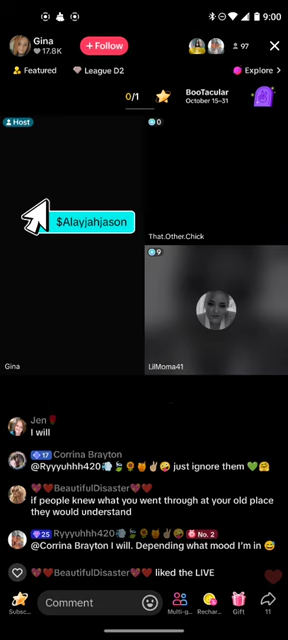 9:00
Gina
17.8K
+ Follow
97
Featured
League D2
Explore >
0/1
BooTacular
October 15–31
Host
0
$Alayjahjason
That.Other.Chick
9
Gina
LilMoma41
Jen🌹
I will
17 Corrina Brayton
@Ryyyuhhh420💨🍃🌻🍯✌🏼🤪 just ignore them 💚🤗
💗💗BeautifulDisaster❤️❤️
if people knew what you went through at your old place
they would understand
25 Ryyyuhhh420💨🍃🌻🍯✌🏼🤪 No. 2
@Corrina Brayton I will. Depending what mood I'm in 😅
💗💗BeautifulDisaster❤️❤️ liked the LIVE
Subsc...
Comment
Multi-g...
Rechar...
Gift
11